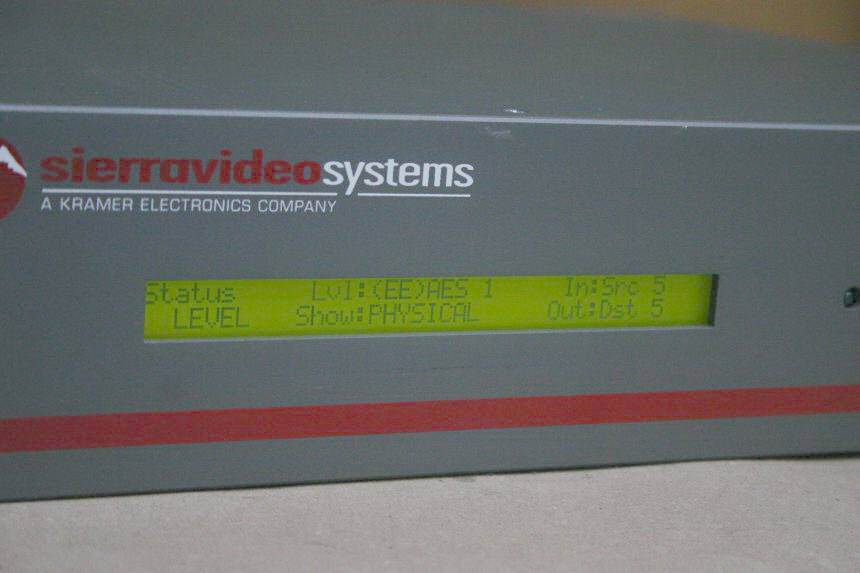 sierravideosystems
A KRAMER ELECTRONICS COMPANY
Status Lvl:(EE)AES 1 In:Src 5
LEVEL Show:PHYSICAL Out:Dst 5